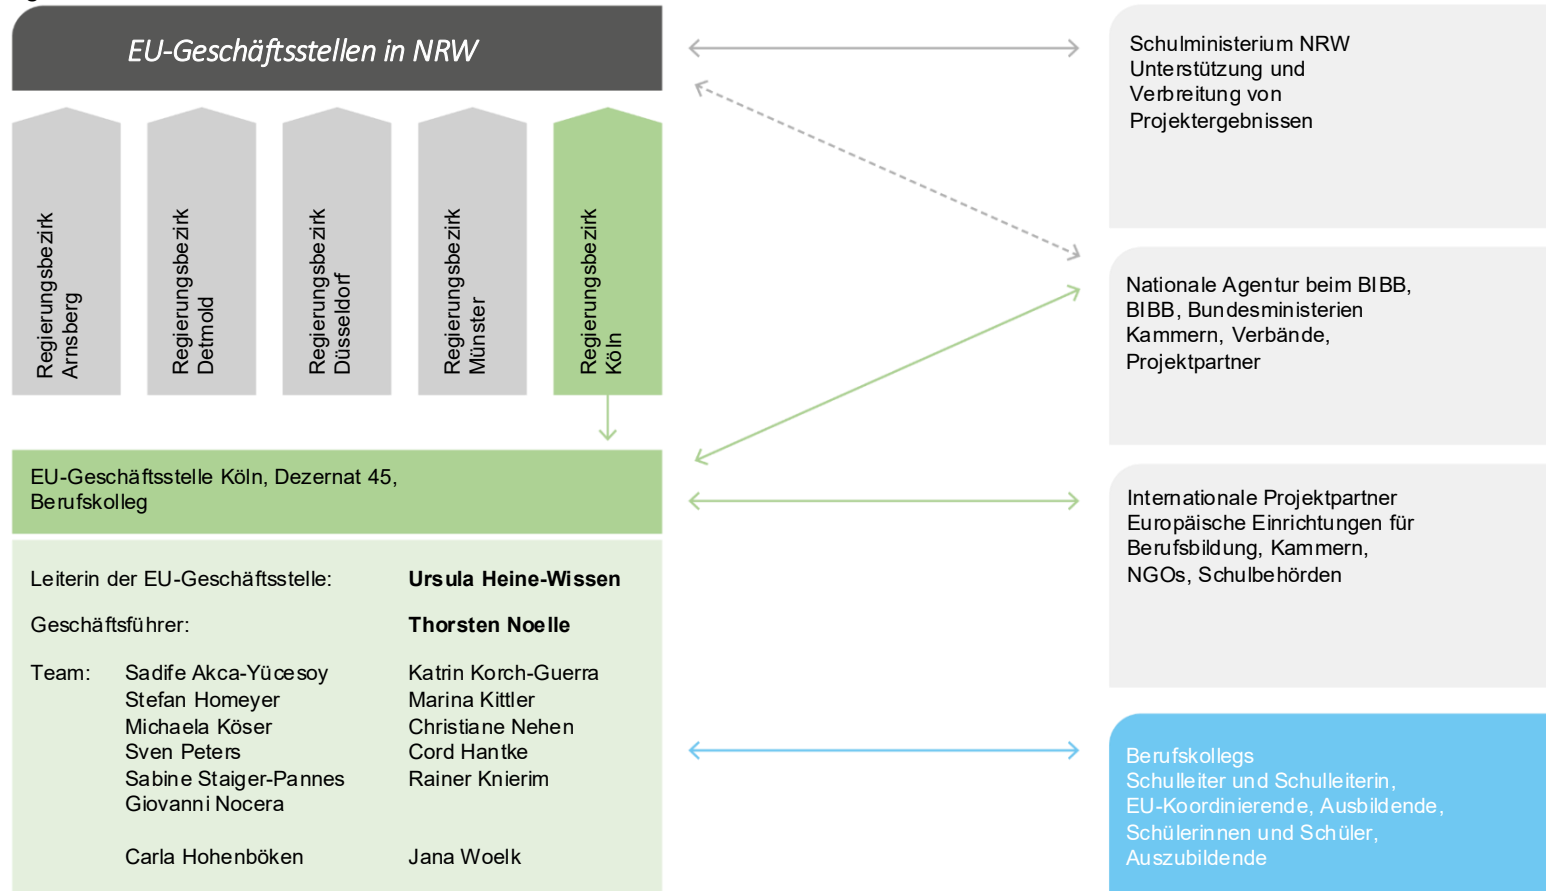 EU-Geschäftsstellen in NRW
Regierungsbezirk
Arnsberg
Regierungsbezirk
Detmold
Regierungsbezirk
Düsseldorf
Regierungsbezirk
Münster
Regierungsbezirk
Köln
EU-Geschäftsstelle Köln, Dezernat 45,
Berufskolleg
Leiterin der EU-Geschäftsstelle: Ursula Heine-Wissen
Geschäftsführer: Thorsten Noelle
Team: Sadife Akca-Yücesoy Katrin Korch-Guerra
Stefan Homeyer Marina Kittler
Michaela Köser Christiane Nehen
Sven Peters Cord Hantke
Sabine Staiger-Pannes Rainer Knierim
Giovanni Nocera
Carla Hohenböken Jana Woelk
Schulministerium NRW
Unterstützung und
Verbreitung von
Projektergebnissen
Nationale Agentur beim BIBB,
BIBB, Bundesministerien
Kammern, Verbände,
Projektpartner
Internationale Projektpartner
Europäische Einrichtungen für
Berufsbildung, Kammern,
NGOs, Schulbehörden
Berufskollegs
Schulleiter und Schulleiterin,
EU-Koordinierende, Ausbildende,
Schülerinnen und Schüler,
Auszubildende